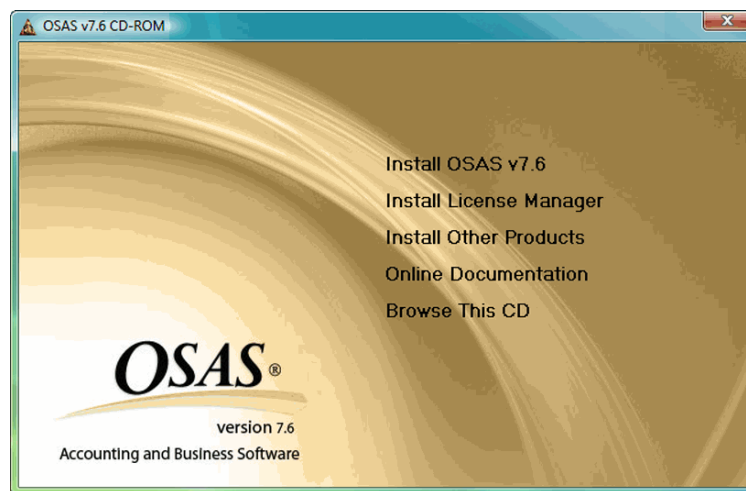 OSAS v7.6 CD-ROM
Install OSAS v7.6
Install License Manager
Install Other Products
Online Documentation
Browse This CD
OSAS®
version 7.6
Accounting and Business Software